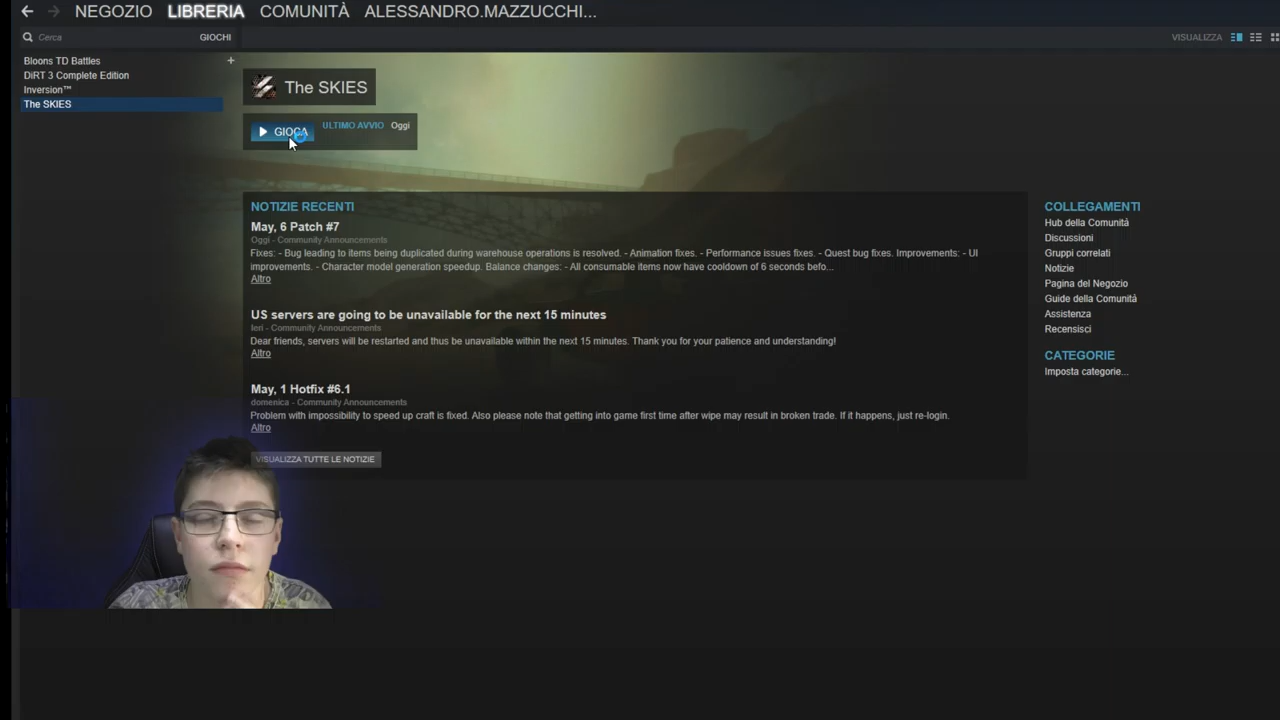 NEGOZIO LIBRERIA COMUNITÀ ALESSANDRO.MAZZUCCHI...
Cerca GIOCHI VISUALIZZA
Bloons TD Battles +
DiRT 3 Complete Edition
Inversion™
The SKIES
The SKIES
GIOCA ULTIMO AVVIO Oggi
NOTIZIE RECENTI
May, 6 Patch #7
Oggi - Community Announcements
Fixes: - Bug leading to items being duplicated during warehouse operations is resolved. - Animation fixes. - Performance issues fixes. - Quest bug fixes. Improvements: - UI
improvements. - Character model generation speedup. Balance changes: - All consumable items now have cooldown of 6 seconds befo...
Altro
US servers are going to be unavailable for the next 15 minutes
Ieri - Community Announcements
Dear friends, servers will be restarted and thus be unavailable within the next 15 minutes. Thank you for your patience and understanding!
Altro
May, 1 Hotfix #6.1
domenica - Community Announcements
Problem with impossibility to speed up craft is fixed. Also please note that getting into game first time after wipe may result in broken trade. If it happens, just re-login.
Altro
VISUALIZZA TUTTE LE NOTIZIE
COLLEGAMENTI
Hub della Comunità
Discussioni
Gruppi correlati
Notizie
Pagina del Negozio
Guide della Comunità
Assistenza
Recensisci
CATEGORIE
Imposta categorie...